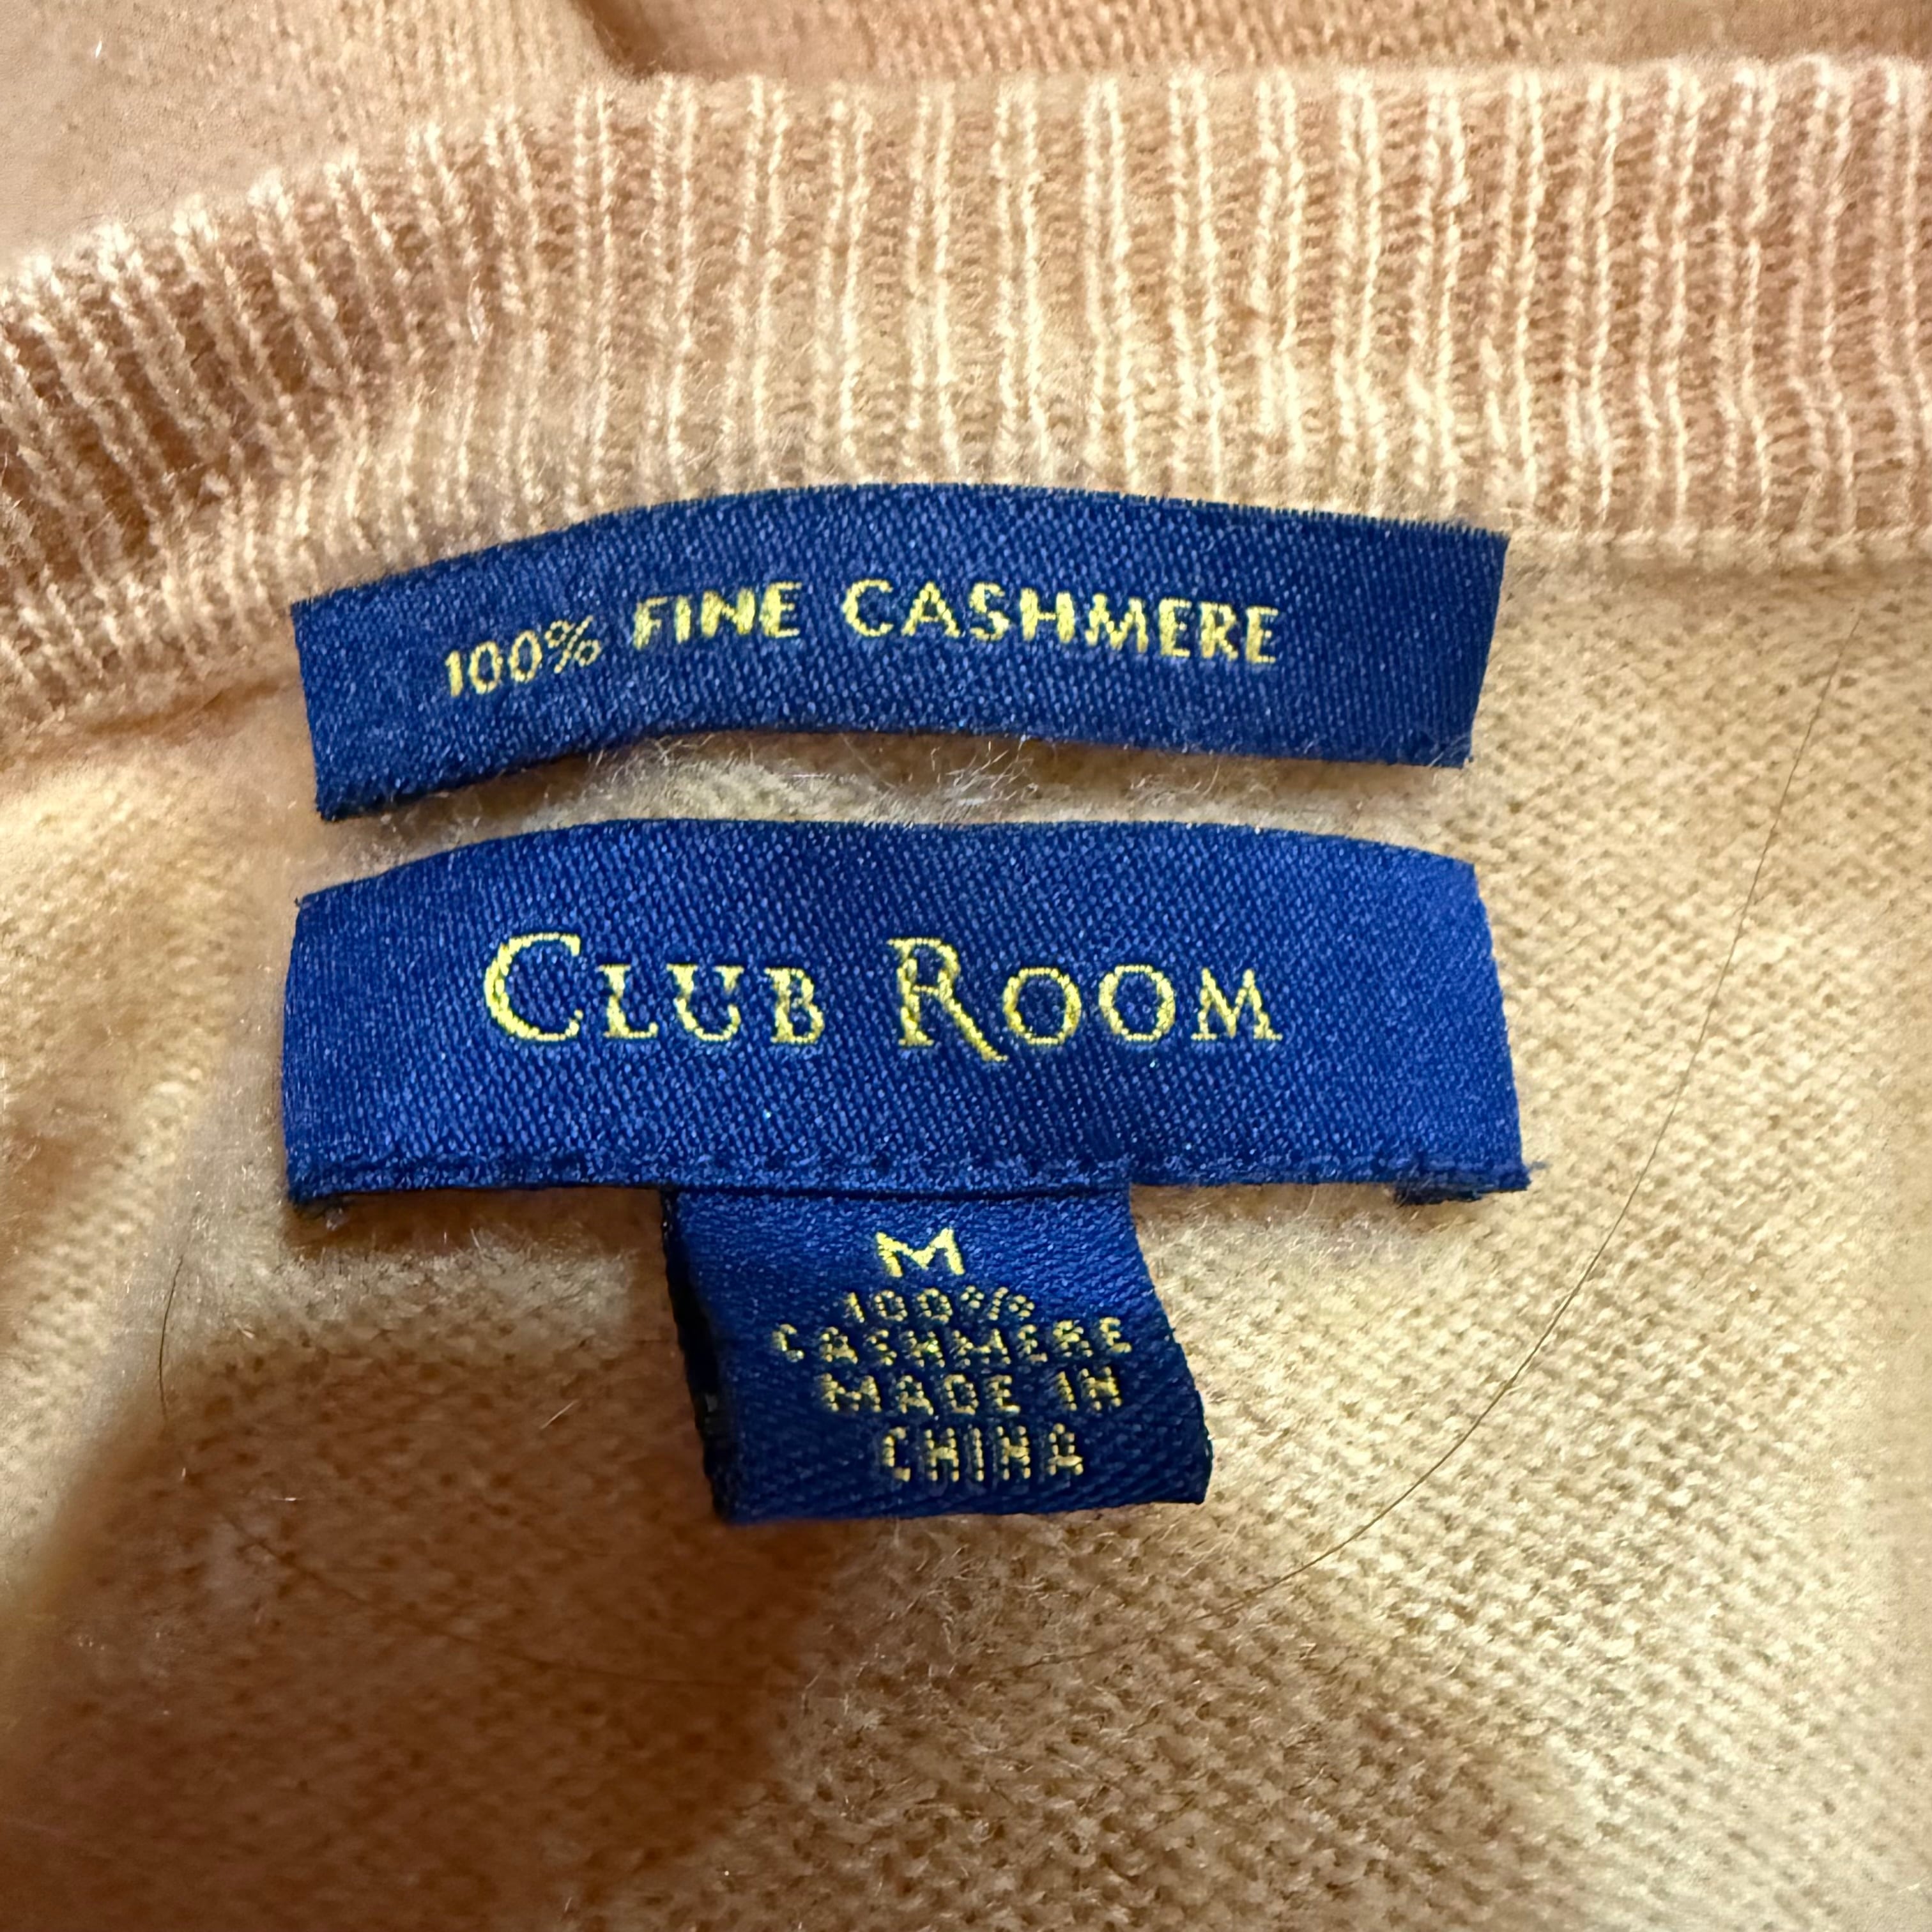 100% FINE CASHMERE
CLUB ROOM
M
100%
CASHMERE
MADE IN
CHINA